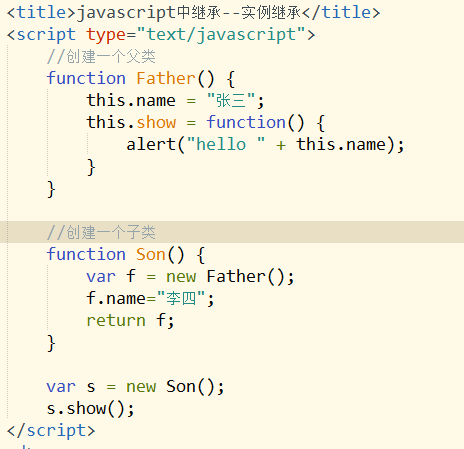 <title>javascript中继承--实例继承</title>
<script type="text/javascript">
    //创建一个父类
    function Father() {
        this.name = "张三";
        this.show = function() {
            alert("hello " + this.name);
        }
    }

    //创建一个子类
    function Son() {
        var f = new Father();
        f.name="李四";
        return f;
    }

    var s = new Son();
    s.show();
</script>